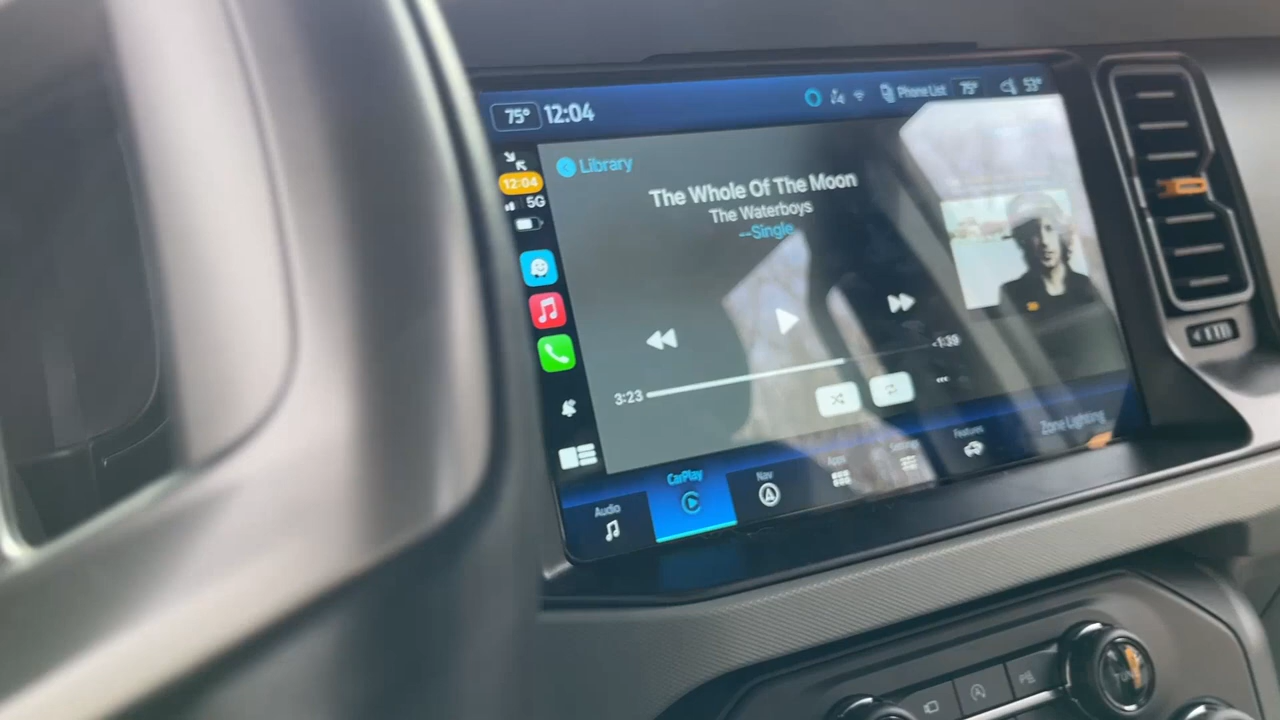 75° 12:04 Phone List 75° 53°
12:04
5G
Library
The Whole Of The Moon
The Waterboys
--Single
3:23 -1:39
Audio CarPlay Nav Apps Settings Features Zone Lighting
TUNE